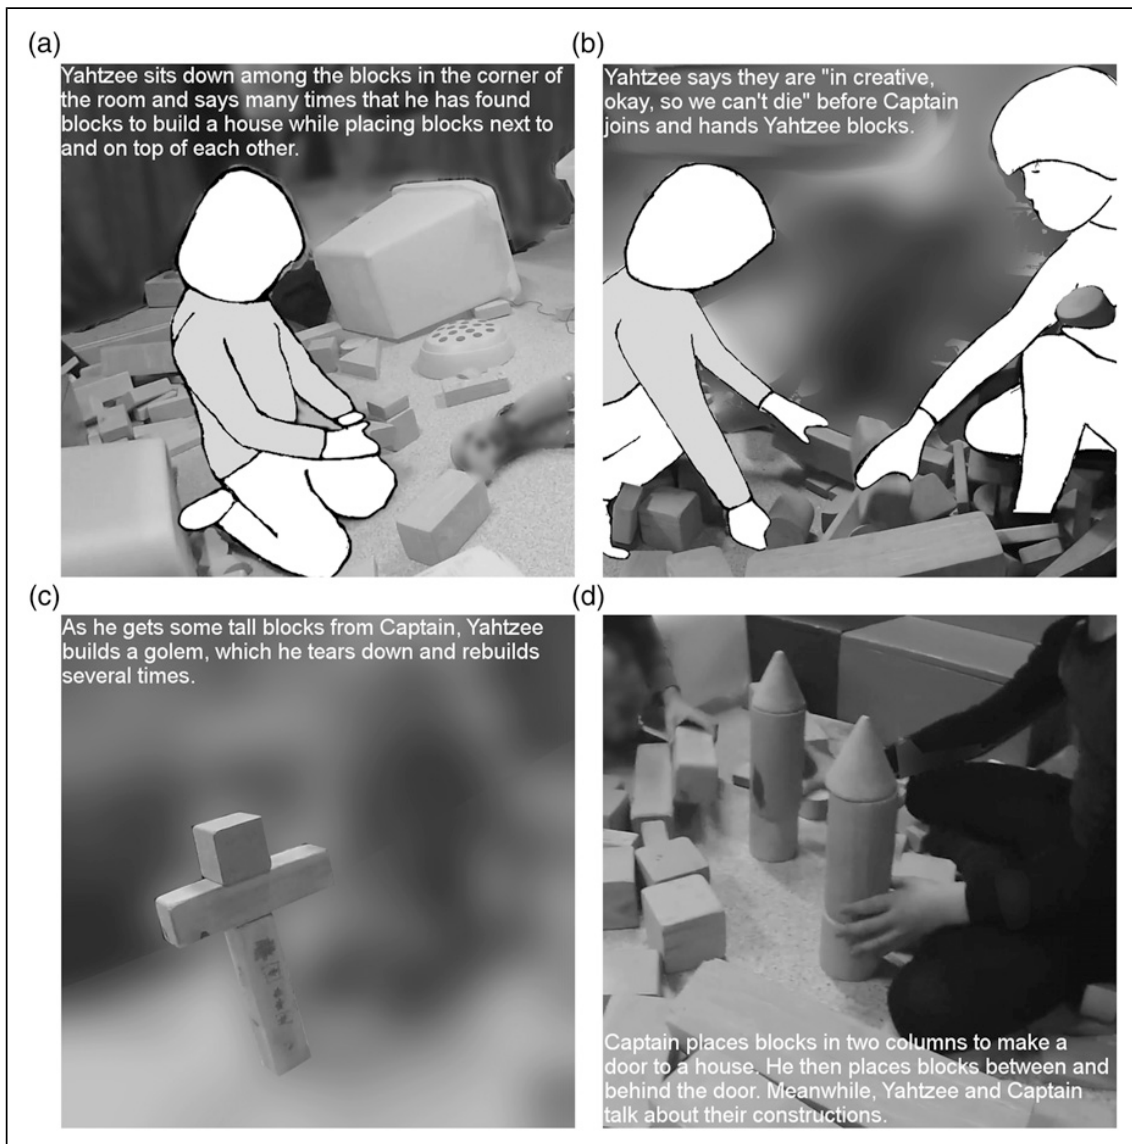 (a)
Yahtzee sits down among the blocks in the corner of
the room and says many times that he has found
blocks to build a house while placing blocks next to
and on top of each other.
(b)
Yahtzee says they are "in creative,
okay, so we can't die" before Captain
joins and hands Yahtzee blocks.
(c)
As he gets some tall blocks from Captain, Yahtzee
builds a golem, which he tears down and rebuilds
several times.
(d)
Captain places blocks in two columns to make a
door to a house. He then places blocks between and
behind the door. Meanwhile, Yahtzee and Captain
talk about their constructions.